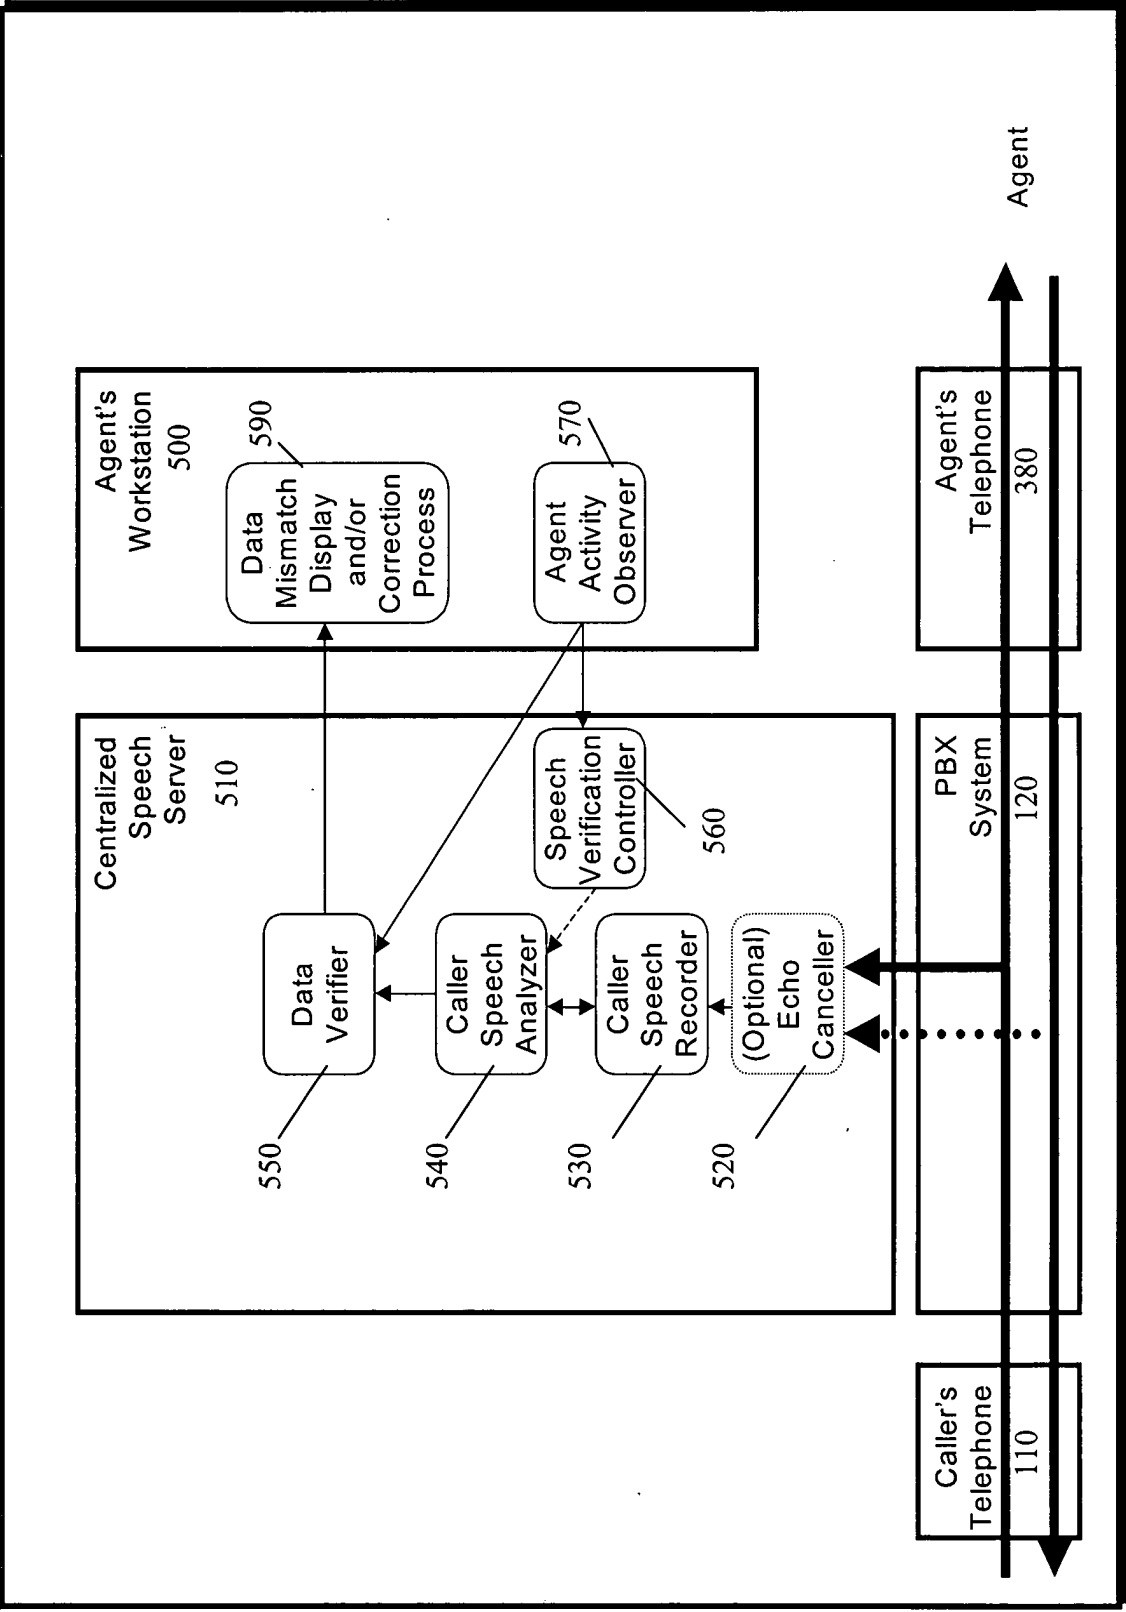 Centralized
Speech
Server
510
Agent's
Workstation
500
Data
Verifier
550
Data
Mismatch
Display
and/or
Correction
Process
590
Caller
Speech
Analyzer
540
Speech
Verification
Controller
560
Agent
Activity
Observer
570
Caller
Speech
Recorder
530
(Optional)
Echo
Canceller
520
Caller's
Telephone
110
PBX
System
120
Agent's
Telephone
380
Agent